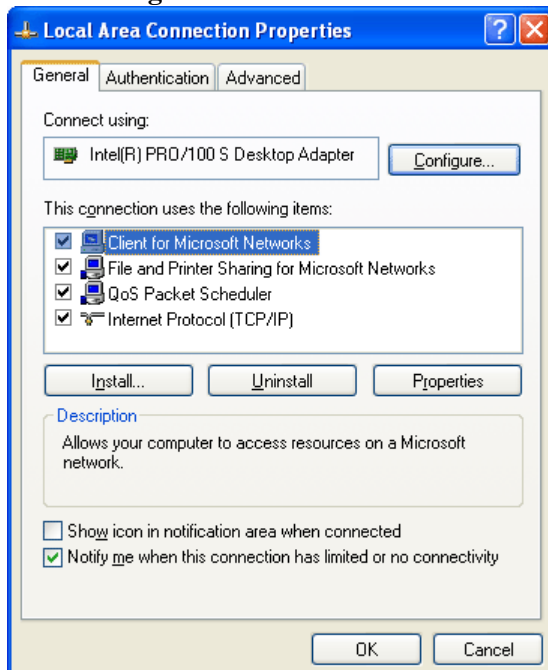 Local Area Connection Properties
General Authentication Advanced
Connect using:
Intel(R) PRO/100 S Desktop Adapter Configure...
This connection uses the following items:
Client for Microsoft Networks
File and Printer Sharing for Microsoft Networks
QoS Packet Scheduler
Internet Protocol (TCP/IP)
Install... Uninstall Properties
Description
Allows your computer to access resources on a Microsoft
network.
Show icon in notification area when connected
Notify me when this connection has limited or no connectivity
OK Cancel